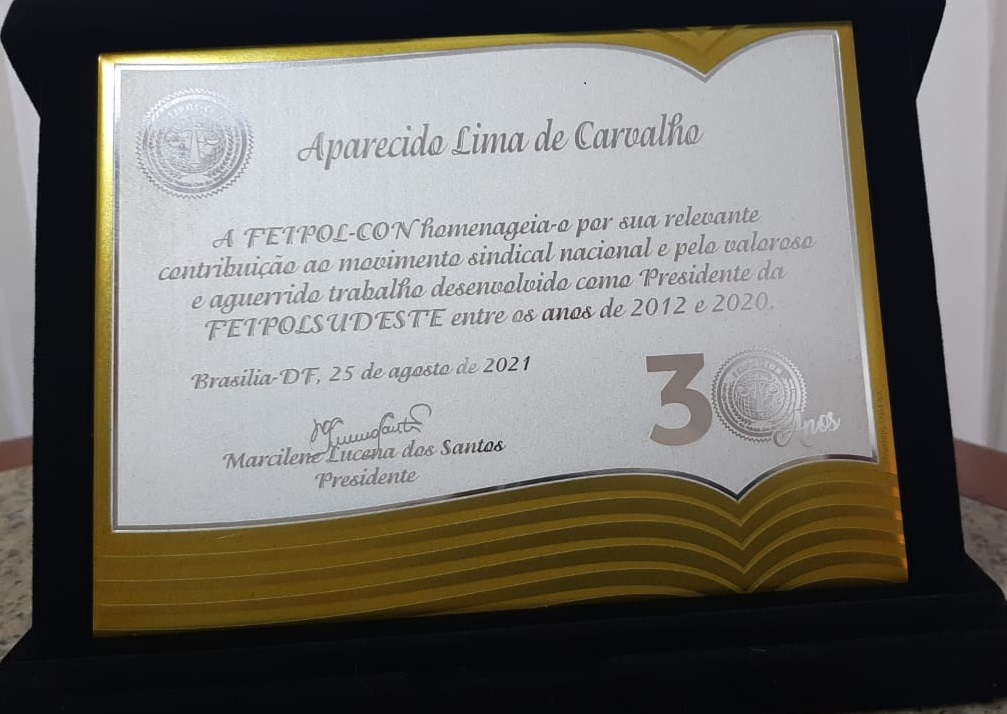 Aparecido Lima de Carvalho
A FEIPOL-CON homenageia-o por sua relevante
contribuição ao movimento sindical nacional e pelo valoroso
e aguerrido trabalho desenvolvido como Presidente da
FEIPOLSUDESTE entre os anos de 2012 e 2020.
Brasília-DF, 25 de agosto de 2021
Marcilene Lucena dos Santos
Presidente
30 Anos